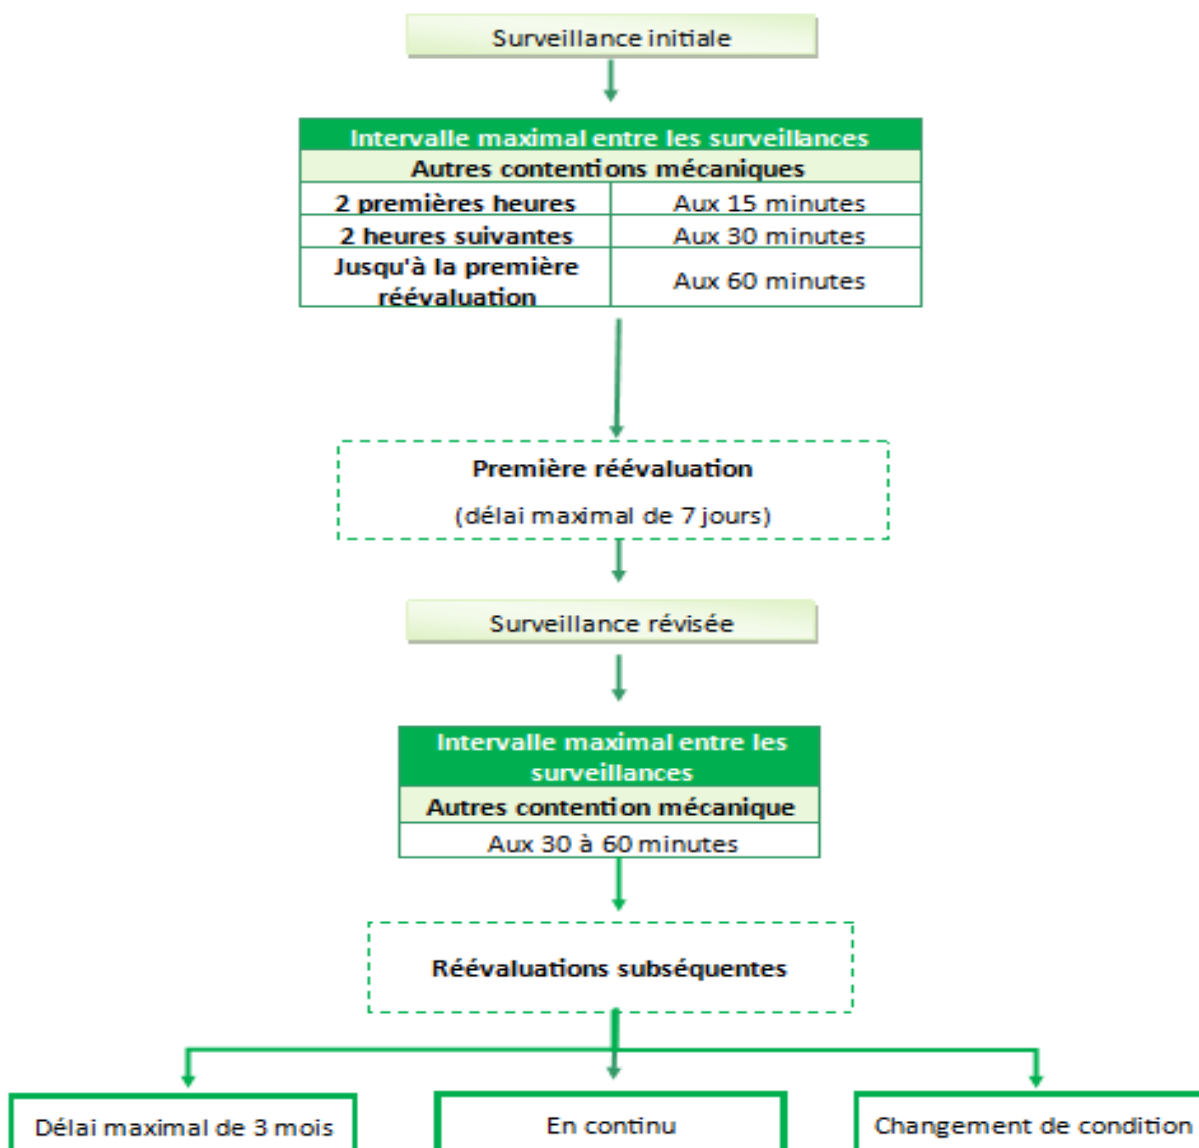 Surveillance initiale
Intervalle maximal entre les surveillances
Autres contentions mécaniques
2 premières heures Aux 15 minutes
2 heures suivantes Aux 30 minutes
Jusqu'à la première
réévaluation
Aux 60 minutes
Première réévaluation
(délai maximal de 7 jours)
Surveillance révisée
Intervalle maximal entre les
surveillances
Autres contention mécanique
Aux 30 à 60 minutes
Réévaluations subséquentes
Délai maximal de 3 mois
En continu
Changement de condition